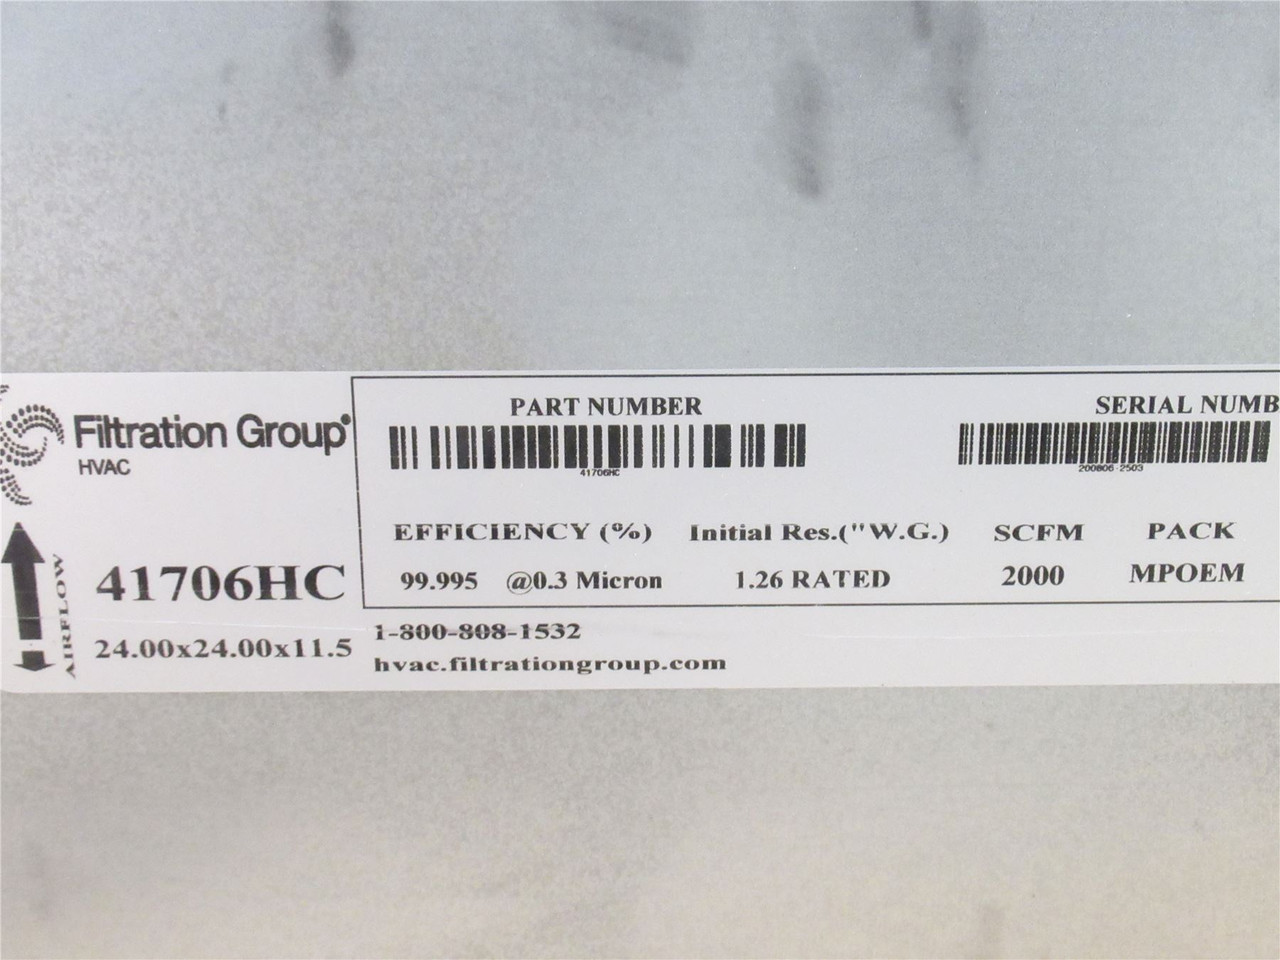 Filtration Group®
HVAC
AIRFLOW
41706HC
24.00x24.00x11.5
PART NUMBER
41706HC
SERIAL NUMB
200806-2503
EFFICIENCY (%) Initial Res.("W.G.) SCFM PACK
99.995 @0.3 Micron 1.26 RATED 2000 MPOEM
1-800-808-1532
hvac.filtrationgroup.com